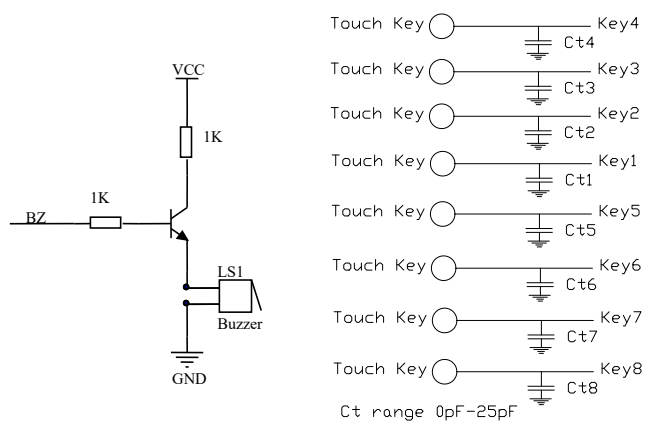 VCC
1K
1K
BZ
LS1
Buzzer
GND
Touch Key Key4
Ct4
Touch Key Key3
Ct3
Touch Key Key2
Ct2
Touch Key Key1
Ct1
Touch Key Key5
Ct5
Touch Key Key6
Ct6
Touch Key Key7
Ct7
Touch Key Key8
Ct8
Ct range 0pF-25pF